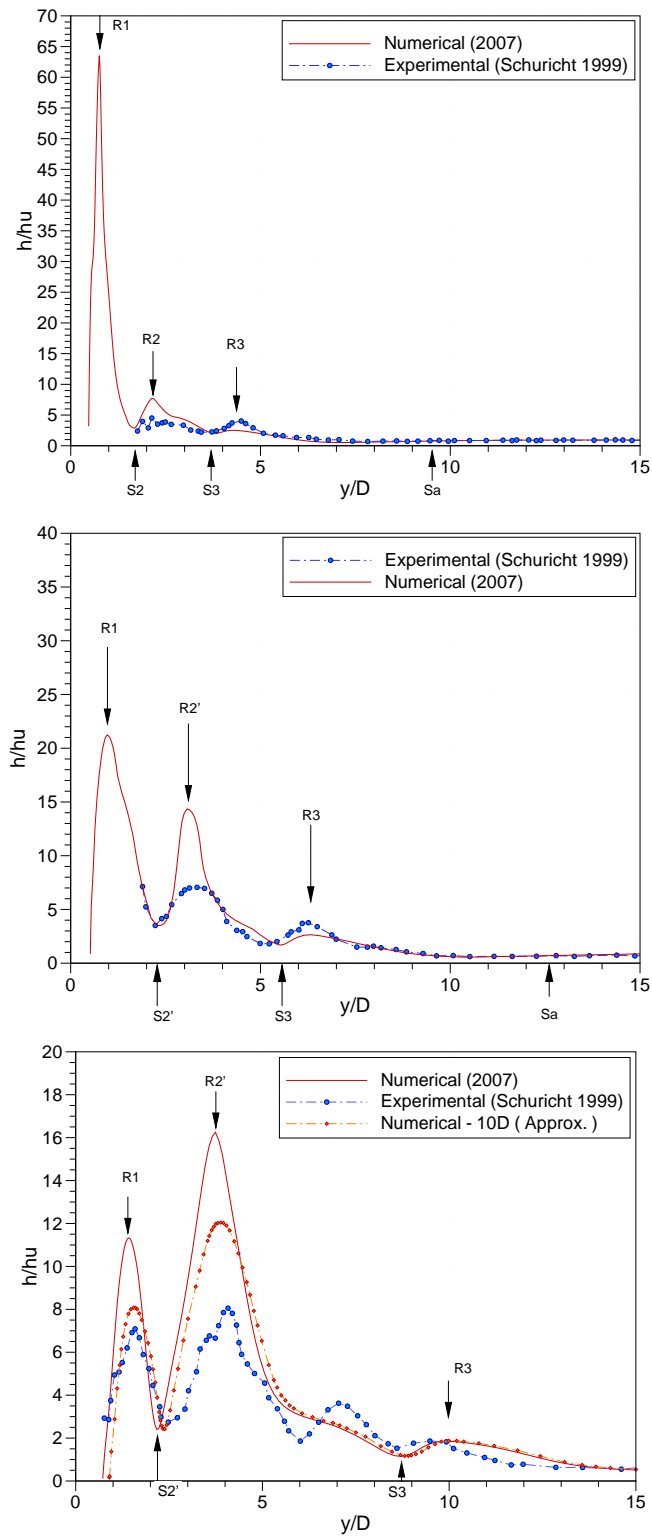 70
R1
65
Numerical (2007)
60
Experimental (Schuricht 1999)
55
50
45
40
h/hu
35
30
25
20
15
R2
R3
10
5
0
0
5
10
15
S2
S3
Sa
y/D
40
Experimental (Schuricht 1999)
35
Numerical (2007)
R1
30
25
R2'
h/hu
20
15
R3
10
5
0
0
5
10
15
S2'
S3
Sa
y/D
20
Numerical (2007)
R2'
18
Experimental (Schuricht 1999)
Numerical - 10D ( Approx. )
16
R1
14
12
h/hu
10
8
6
R3
4
2
0
S2'
S3
0
5
10
15
y/D